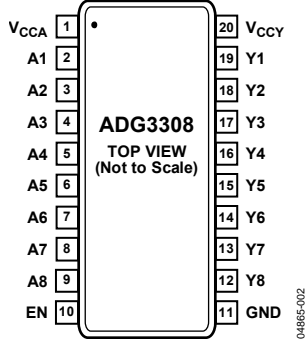 VCCA 1
A1 2
A2 3
A3 4
A4 5
A5 6
A6 7
A7 8
A8 9
EN 10
ADG3308
TOP VIEW
(Not to Scale)
20 VCCY
19 Y1
18 Y2
17 Y3
16 Y4
15 Y5
14 Y6
13 Y7
12 Y8
11 GND
04865-002